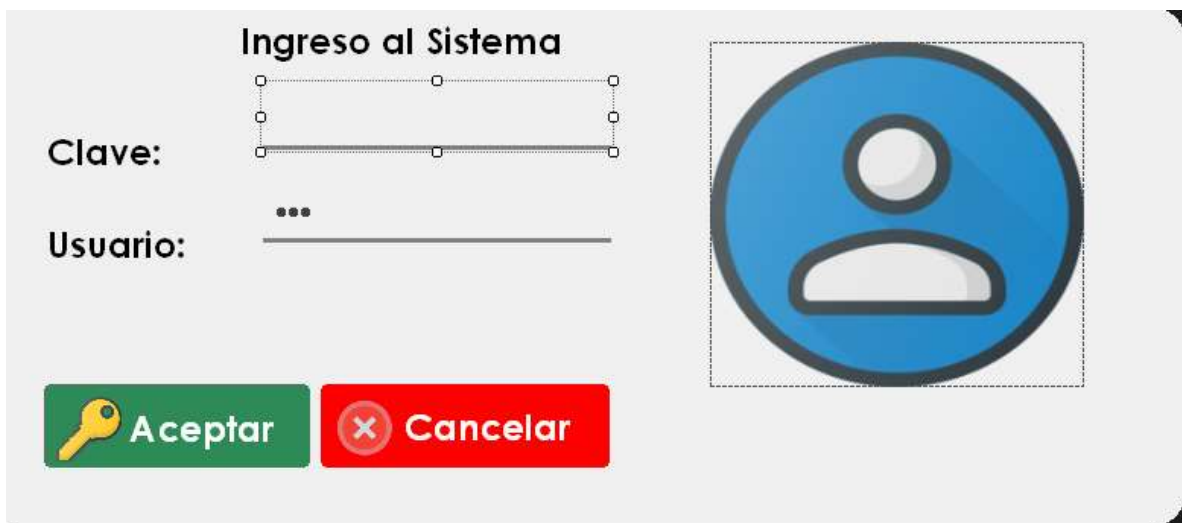 Ingreso al Sistema
Clave:
•••
Usuario:
Aceptar
Cancelar